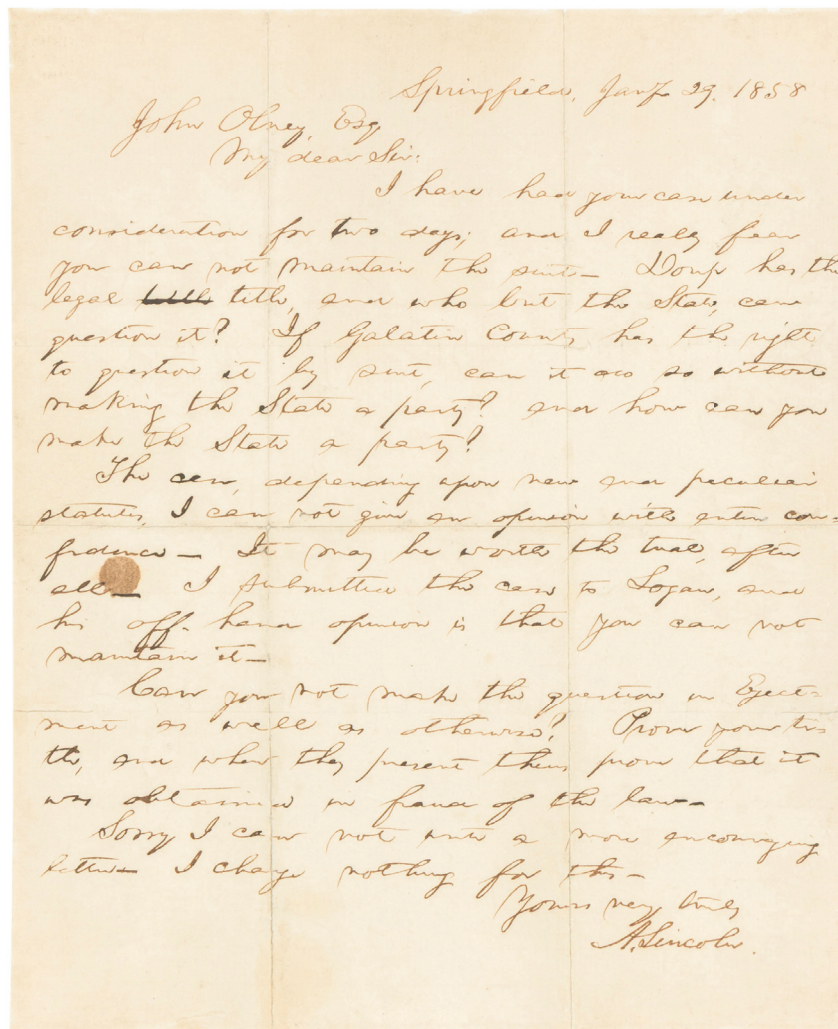 Springfield, Jany 29. 1858
John Olney, Esq,
My dear Sir:
I have had your case under
consideration for two days; and I really fear
you can not maintain the suit— Doup has the
legal title, and who but the State, can
question it? If Galatin County has the right
to question it by suit, can it do so without
making the State a party? and how can you
make the State a party?
The case, depending upon new and peculiar
statutes, I can not give an opinion with entire con=
fidence— It may be worth the trial, after
all— I submitted the case to Logan, and
his off-hand opinion is that you can not
maintain it—
Can you not make the question in Eject=
ment as well as otherwise? Prove your ti=
tle, and when they present theirs prove that it
was obtained in fraud of the law—
Sorry I can not write a more encouraging
letter— I charge nothing for this—
Yours very truly
A. Lincoln.